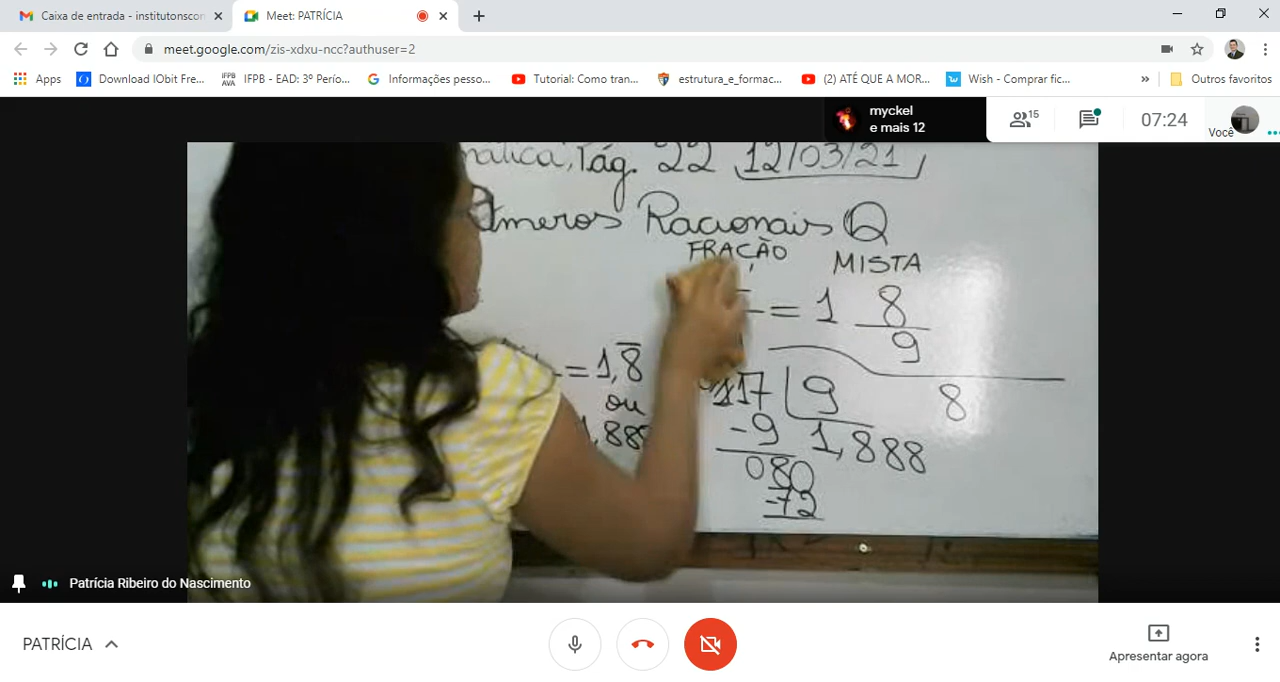 Caixa de entrada - institutonscon
Meet: PATRÍCIA
meet.google.com/zis-xdxu-ncc?authuser=2
Apps
Download IObit Fre...
IFPB AVA
IFPB - EAD: 3º Perío...
Informações pesso...
Tutorial: Como tran...
estrutura_e_formac...
(2) ATÉ QUE A MOR...
Wish - Comprar fic...
»
Outros favoritos
myckel
e mais 12
15
07:24
Você
mática, Pág. 22 12/03/21
úmeros Racionais Q
FRAÇÃO MISTA
= 1 8
9
= 1,8̅
ou
1,888
17 9 8
-9 1,888
080
-72
Patrícia Ribeiro do Nascimento
PATRÍCIA
Apresentar agora